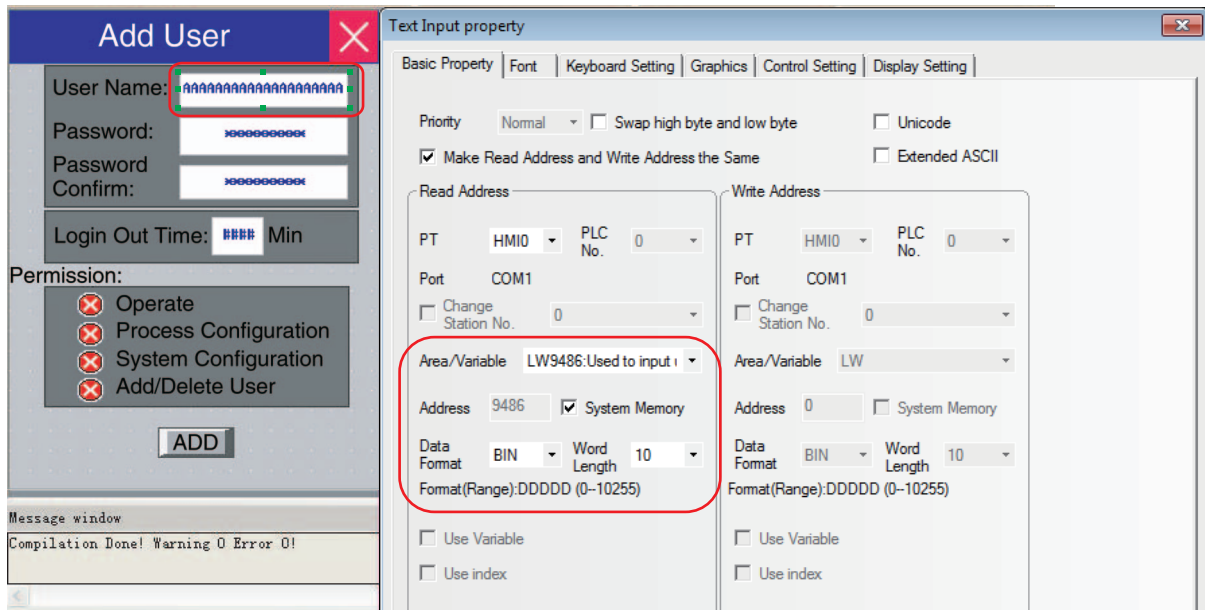 Add User
User Name: AAAAAAAAAAAAAAAAAAAA
Password: **********
Password
Confirm: **********
Login Out Time: #### Min
Permission:
Operate
Process Configuration
System Configuration
Add/Delete User
ADD
Message window
Compilation Done! Warning 0 Error 0!
Text Input property
Basic Property Font Keyboard Setting Graphics Control Setting Display Setting
Priority Normal Swap high byte and low byte Unicode
Make Read Address and Write Address the Same Extended ASCII
Read Address
PT HMI0 PLC No. 0
Port COM1
Change Station No. 0
Area/Variable LW9486:Used to input
Address 9486 System Memory
Data Format BIN Word Length 10
Format(Range):DDDDD (0--10255)
Use Variable
Use index
Write Address
PT HMI0 PLC No. 0
Port COM1
Change Station No. 0
Area/Variable LW
Address 0 System Memory
Data Format BIN Word Length 10
Format(Range):DDDDD (0--10255)
Use Variable
Use index